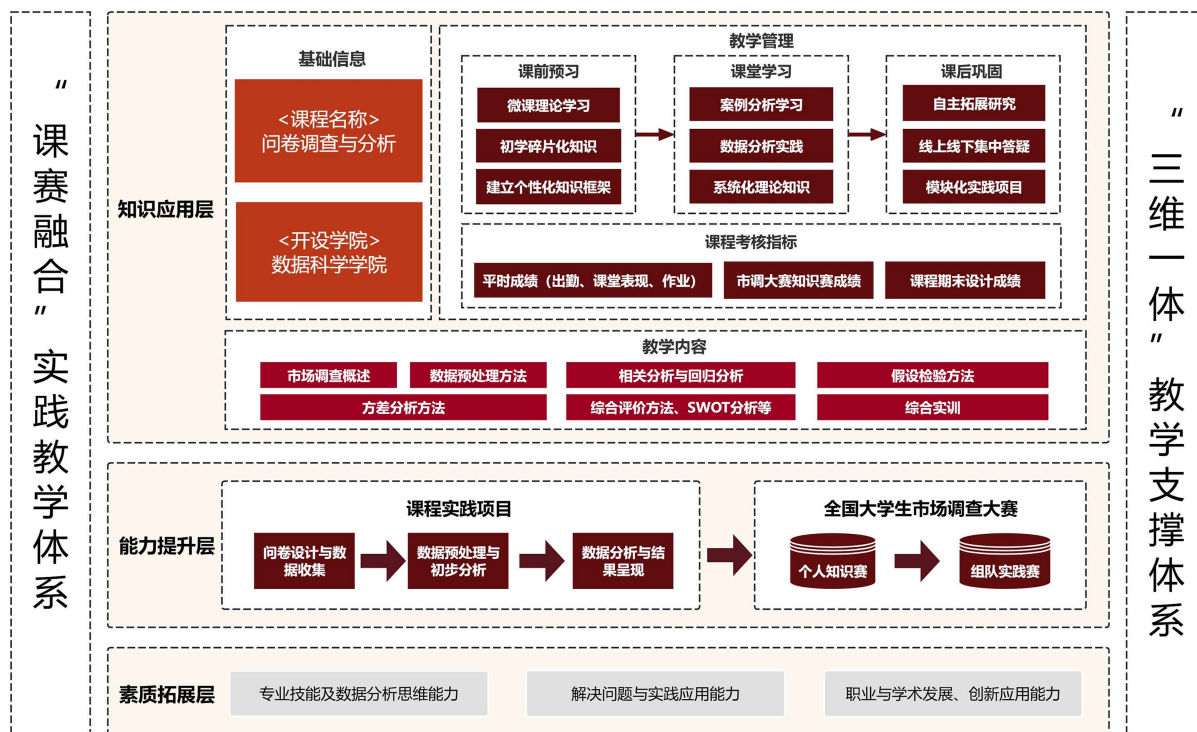 “课赛融合”实践教学体系
知识应用层
基础信息
<课程名称>
问卷调查与分析
<开设学院>
数据科学学院
教学管理
课前预习
微课理论学习
初学碎片化知识
建立个性化知识框架
课堂学习
案例分析学习
数据分析实践
系统化理论知识
课后巩固
自主拓展研究
线上线下集中答疑
模块化实践项目
课程考核指标
平时成绩（出勤、课堂表现、作业）
市调大赛知识赛成绩
课程期末设计成绩
教学内容
市场调查概述
数据预处理方法
相关分析与回归分析
假设检验方法
方差分析方法
综合评价方法、SWOT分析等
综合实训
能力提升层
课程实践项目
问卷设计与数
据收集
数据预处理与
初步分析
数据分析与结
果呈现
全国大学生市场调查大赛
个人知识赛
组队实践赛
素质拓展层
专业技能及数据分析思维能力
解决问题与实践应用能力
职业与学术发展、创新应用能力
“三维一体”教学支撑体系